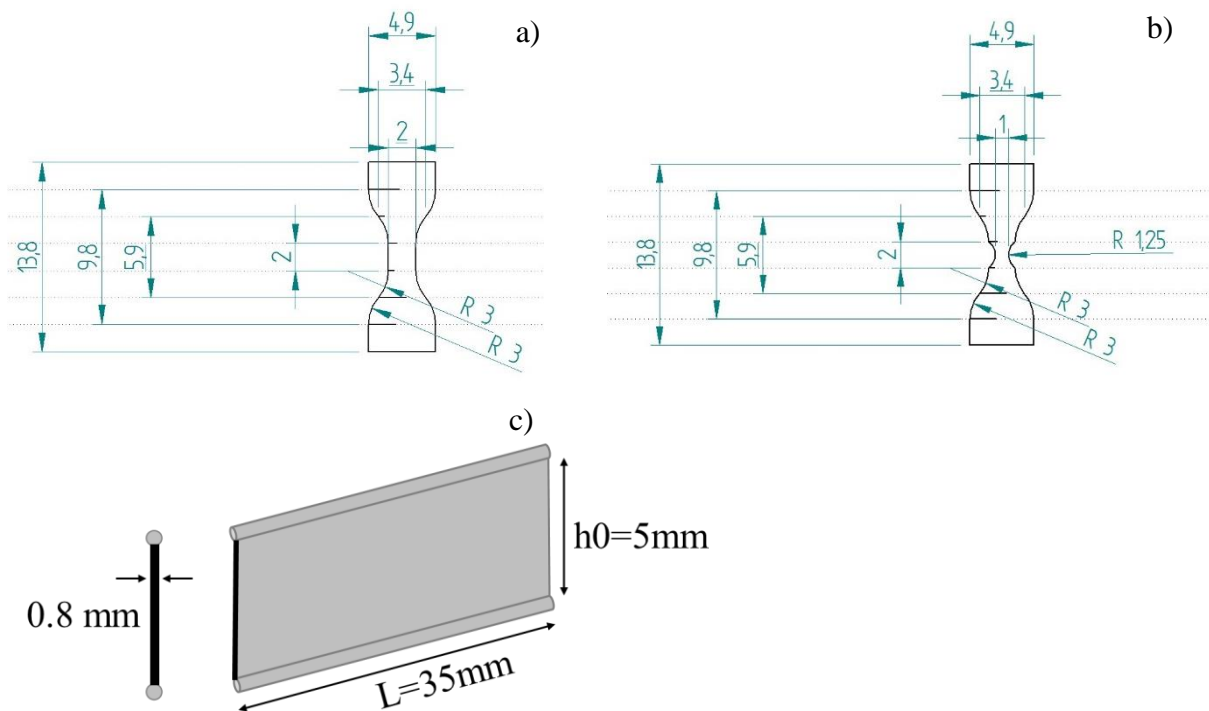 a)
4,9
3,4
2
13,8
9,8
5,9
2
R 3
R 3
b)
4,9
3,4
1
13,8
9,8
5,9
2
R 1,25
R 3
R 3
c)
0.8 mm
h0=5mm
L=35mm